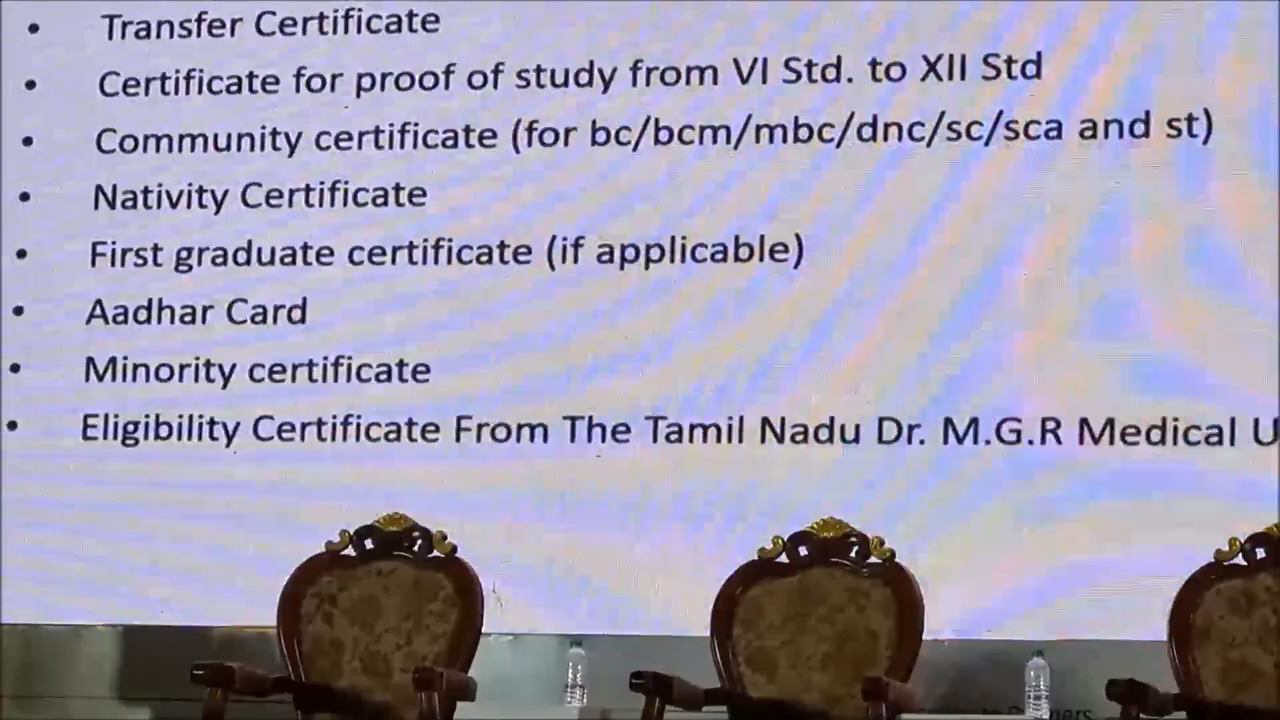 • Transfer Certificate
• Certificate for proof of study from VI Std. to XII Std
• Community certificate (for bc/bcm/mbc/dnc/sc/sca and st)
• Nativity Certificate
• First graduate certificate (if applicable)
• Aadhar Card
• Minority certificate
• Eligibility Certificate From The Tamil Nadu Dr. M.G.R Medical U